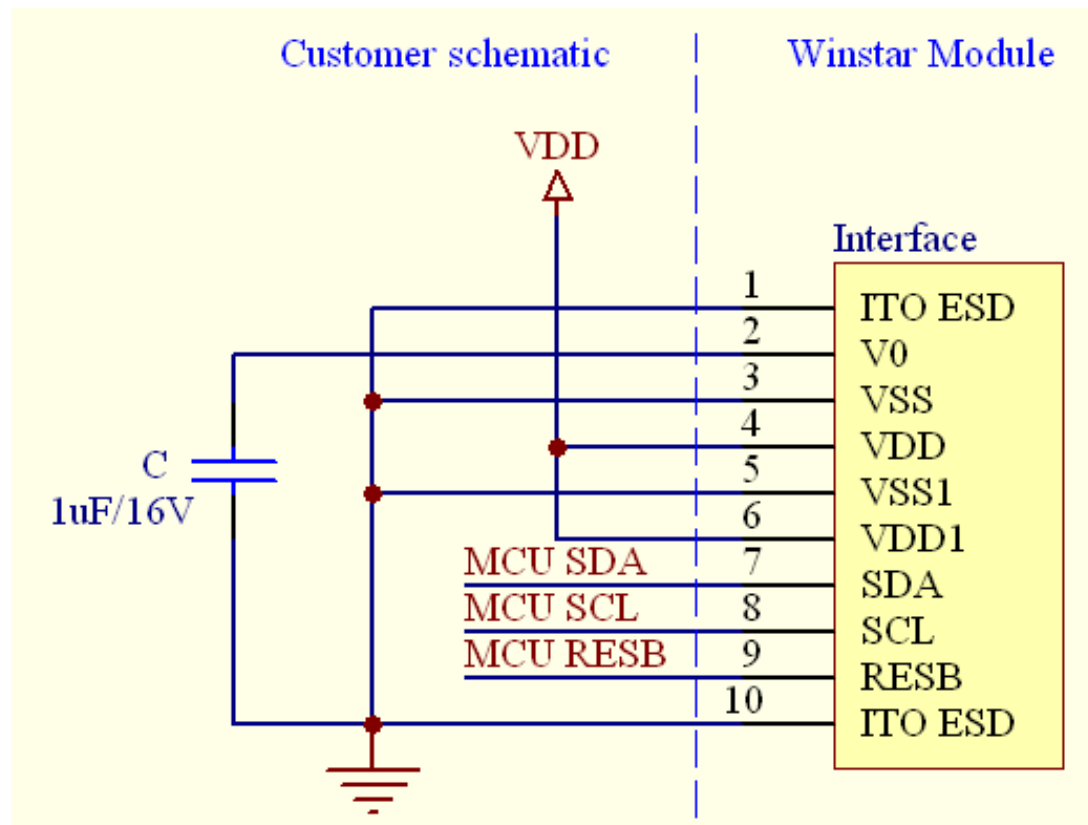 Customer schematic
Winstar Module
VDD
Interface
1 ITO ESD
2 V0
3 VSS
4 VDD
C
5 VSS1
1uF/16V
6 VDD1
MCU SDA 7 SDA
MCU SCL 8 SCL
MCU RESB 9 RESB
10 ITO ESD